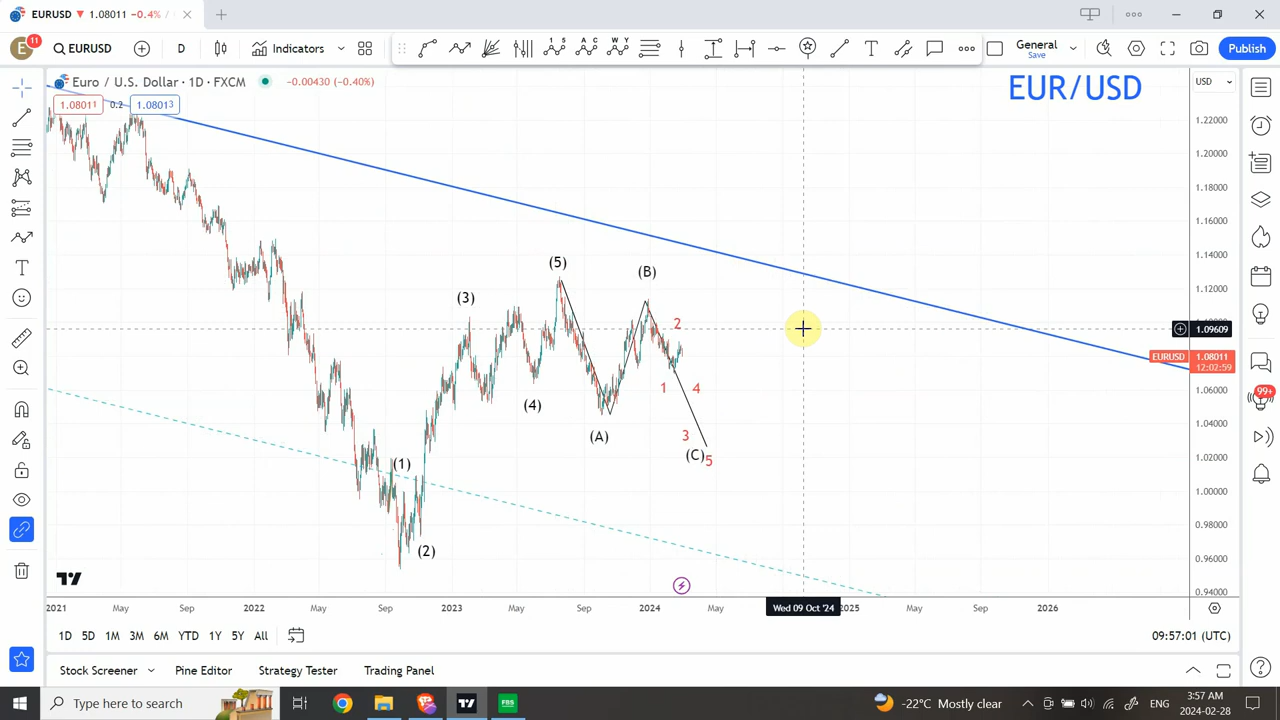 EURUSD ▼ 1.08011 −0.4%
E 11 EURUSD D Indicators General Save Publish
Euro / U.S. Dollar · 1D · FXCM −0.00430 (−0.40%)
1.08011 0.2 1.08013
EUR/USD
USD
1.22000
1.20000
1.18000
1.16000
1.14000
1.12000
1.09609
EURUSD 1.08011
12:02:59
1.06000
1.04000
1.02000
1.00000
0.98000
0.96000
0.94000
(5)
(B)
(3)
2
1
4
(4)
(A)
3
(C)
5
(1)
(2)
2021 May Sep 2022 May Sep 2023 May Sep 2024 May Wed 09 Oct '24 2025 May Sep 2026
1D 5D 1M 3M 6M YTD 1Y 5Y All 09:57:01 (UTC)
Stock Screener Pine Editor Strategy Tester Trading Panel
99+
Type here to search
FBS
-22°C Mostly clear
3:57 AM
2024-02-28